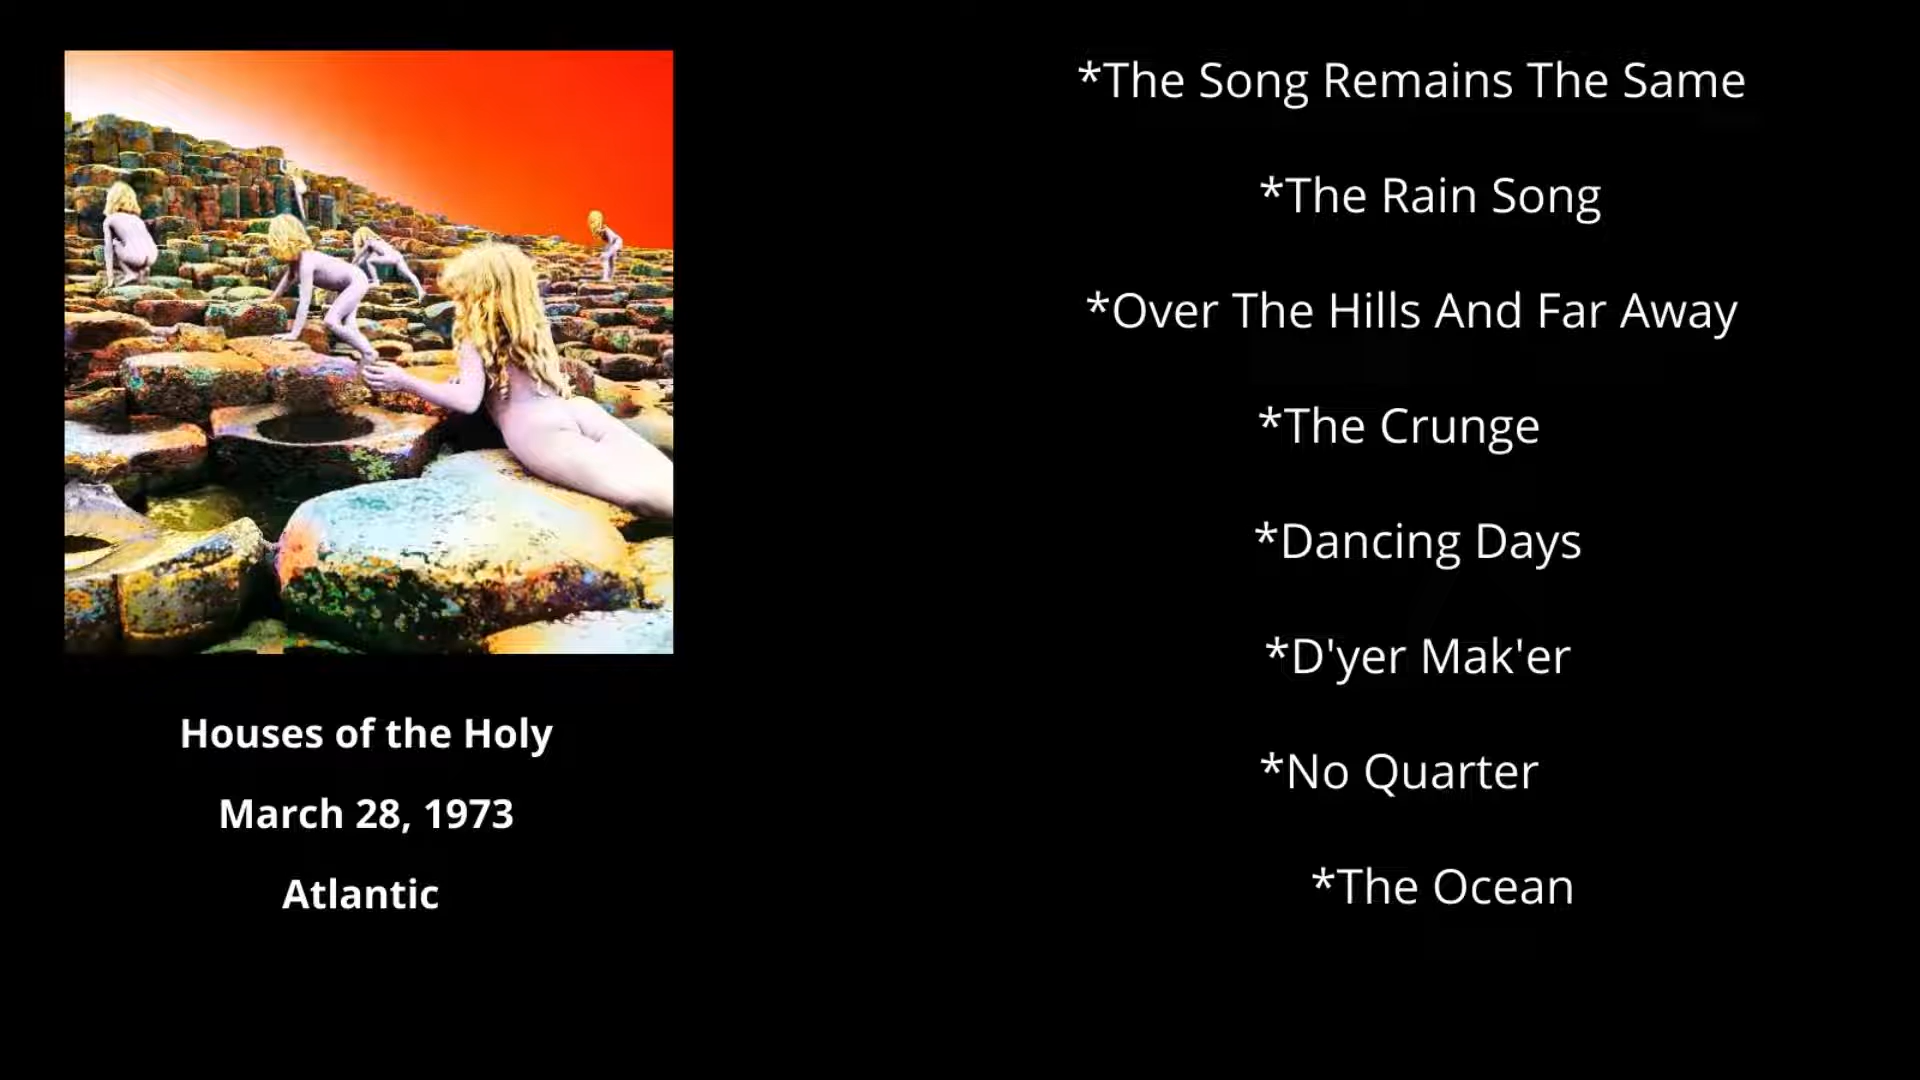 Houses of the Holy
March 28, 1973
Atlantic
*The Song Remains The Same
*The Rain Song
*Over The Hills And Far Away
*The Crunge
*Dancing Days
*D'yer Mak'er
*No Quarter
*The Ocean